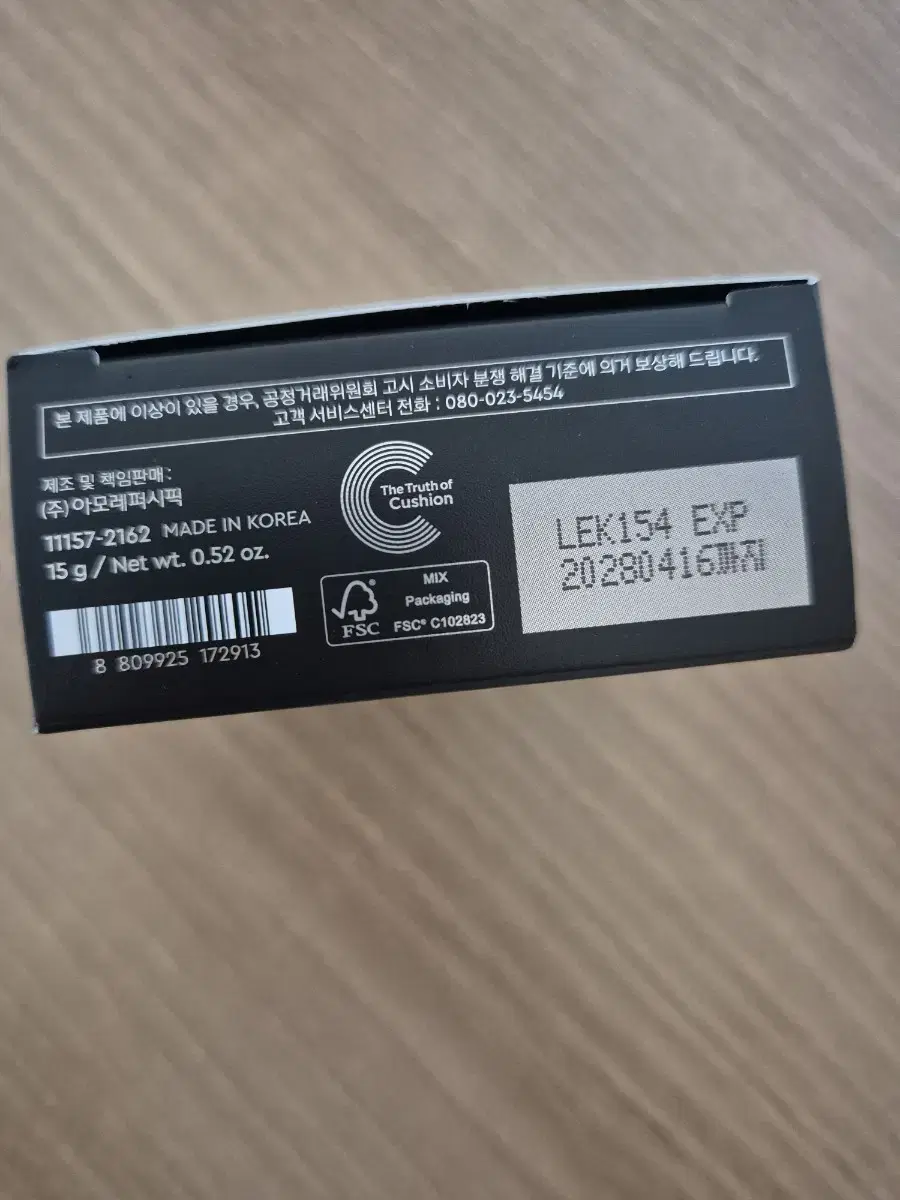 본 제품에 이상이 있을 경우, 공정거래위원회 고시 소비자 분쟁 해결 기준에 의거 보상해 드립니다.
고객 서비스센터 전화 : 080-023-5454
제조 및 책임판매:
(주)아모레퍼시픽
11157-2162 MADE IN KOREA
15 g / Net wt. 0.52 oz.
8 809925 172913
The Truth of
Cushion
FSC
MIX
Packaging
FSC® C102823
LEK154 EXP
20280416까지